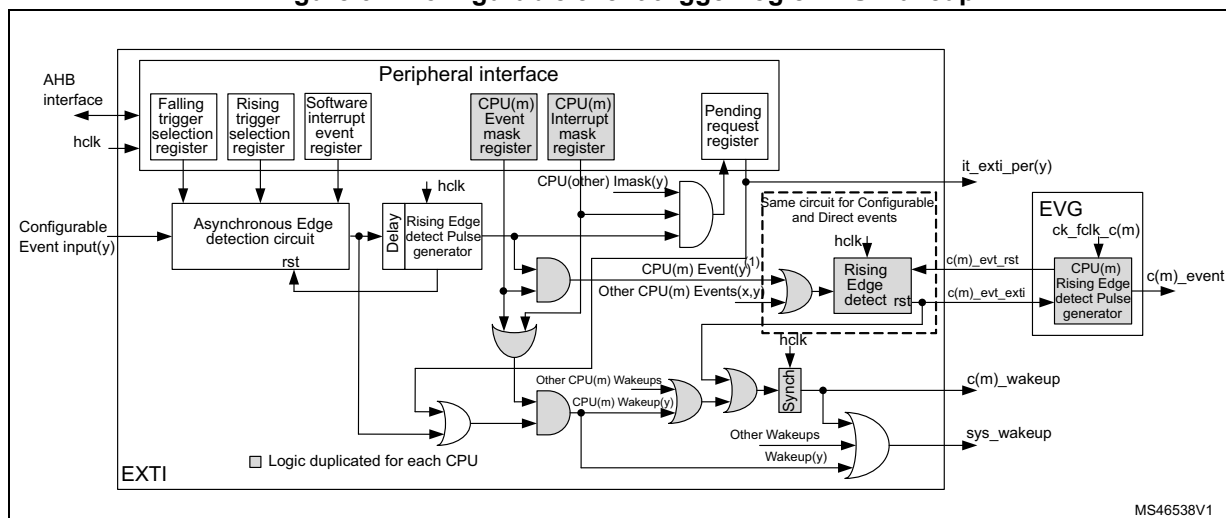 Peripheral interface
AHB
interface
hclk
Falling
trigger
selection
register
Rising
trigger
selection
register
Software
interrupt
event
register
CPU(m)
Event
mask
register
CPU(m)
Interrupt
mask
register
Pending
request
register
it_exti_per(y)
CPU(other) Imask(y)
hclk
Same circuit for Configurable
and Direct events
EVG
ck_fclk_c(m)
Configurable
Event input(y)
Asynchronous Edge
detection circuit
rst
Delay
Rising Edge
detect Pulse
generator
hclk
CPU(m) Event(y)(1)
Other CPU(m) Events(x,y)
Rising
Edge
detect
rst
c(m)_evt_rst
c(m)_evt_exti
CPU(m)
Rising Edge
detect Pulse
generator
c(m)_event
hclk
Other CPU(m) Wakeups
CPU(m) Wakeup(y)
Synch
c(m)_wakeup
Other Wakeups
Wakeup(y)
sys_wakeup
Logic duplicated for each CPU
EXTI
MS46538V1